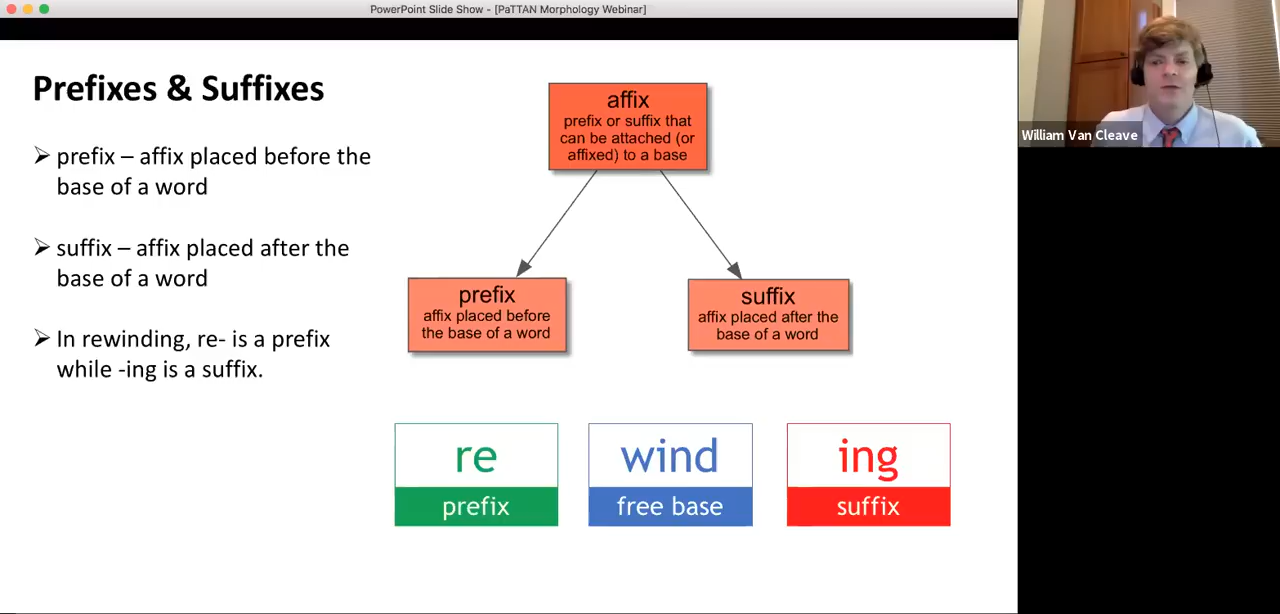 PowerPoint Slide Show - [PaTTAN Morphology Webinar]
William Van Cleave
Prefixes & Suffixes
➢ prefix – affix placed before the
base of a word
➢ suffix – affix placed after the
base of a word
➢ In rewinding, re- is a prefix
while -ing is a suffix.
affix
prefix or suffix that
can be attached (or
affixed) to a base
prefix
affix placed before
the base of a word
suffix
affix placed after the
base of a word
re
prefix
wind
free base
ing
suffix